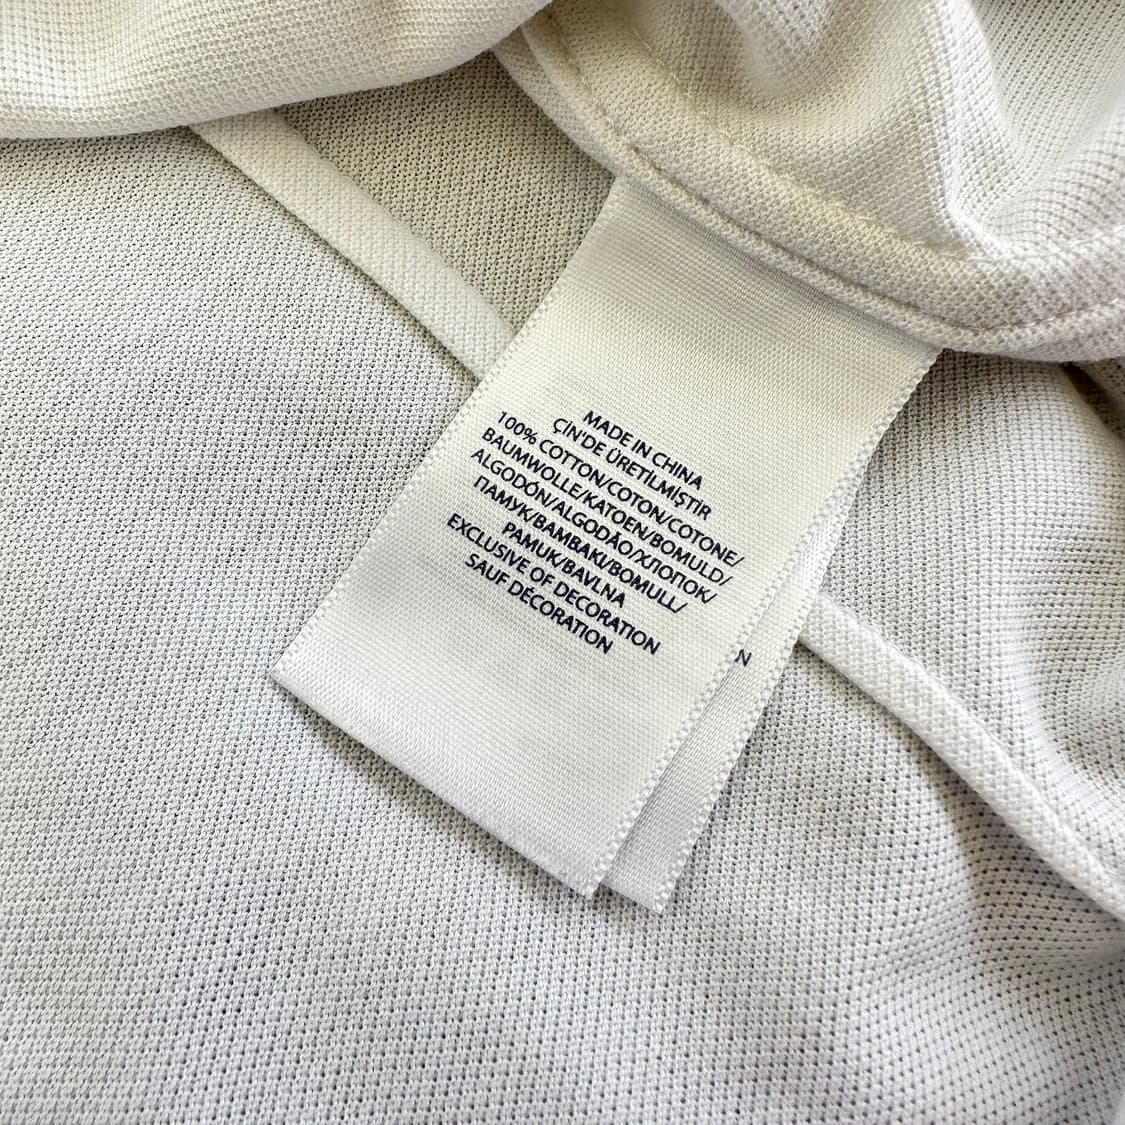 MADE IN CHINA
ÇİN'DE ÜRETİLMİŞTİR
100% COTTON/COTON/COTONE/
BAUMWOLLE/KATOEN/BOMULD/
ALGODÓN/ALGODÃO/ХЛОПОК/
ПАМУК/BAMBAKI/BOMULL/
PAMUK/BAVLNA
EXCLUSIVE OF DECORATION
SAUF DÉCORATION
N